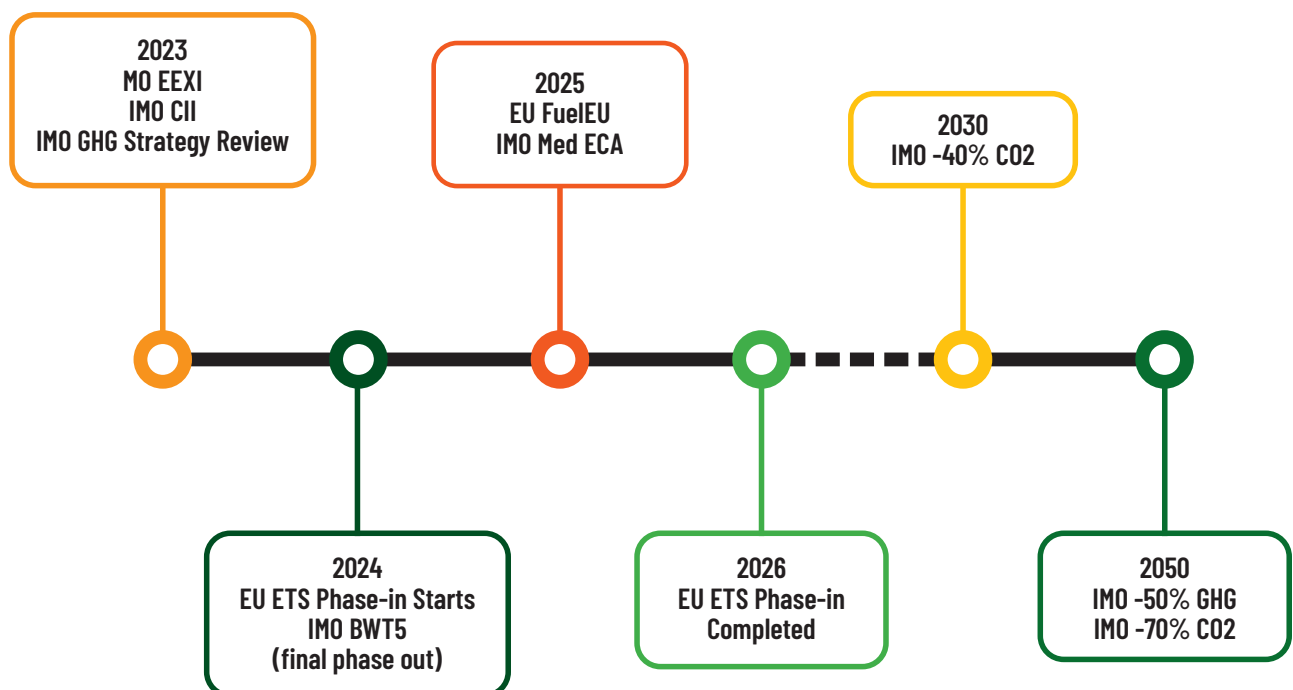 2023
MO EEXI
IMO CII
IMO GHG Strategy Review
2024
EU ETS Phase-in Starts
IMO BWT5
(final phase out)
2025
EU FuelEU
IMO Med ECA
2026
EU ETS Phase-in
Completed
2030
IMO -40% CO2
2050
IMO -50% GHG
IMO -70% CO2